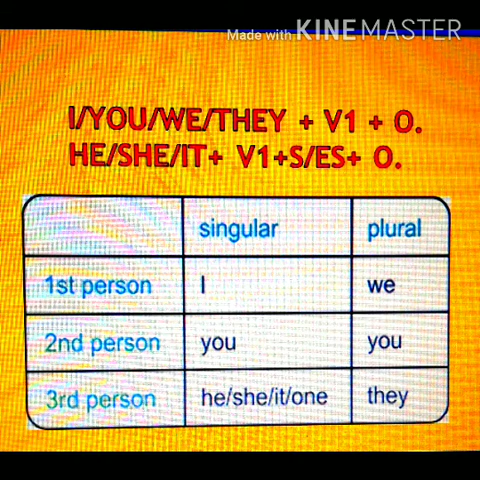 Made with KINEMASTER
I/YOU/WE/THEY + V1 + O.
HE/SHE/IT+ V1+S/ES+ O.
singular plural
1st person I we
2nd person you you
3rd person he/she/it/one they